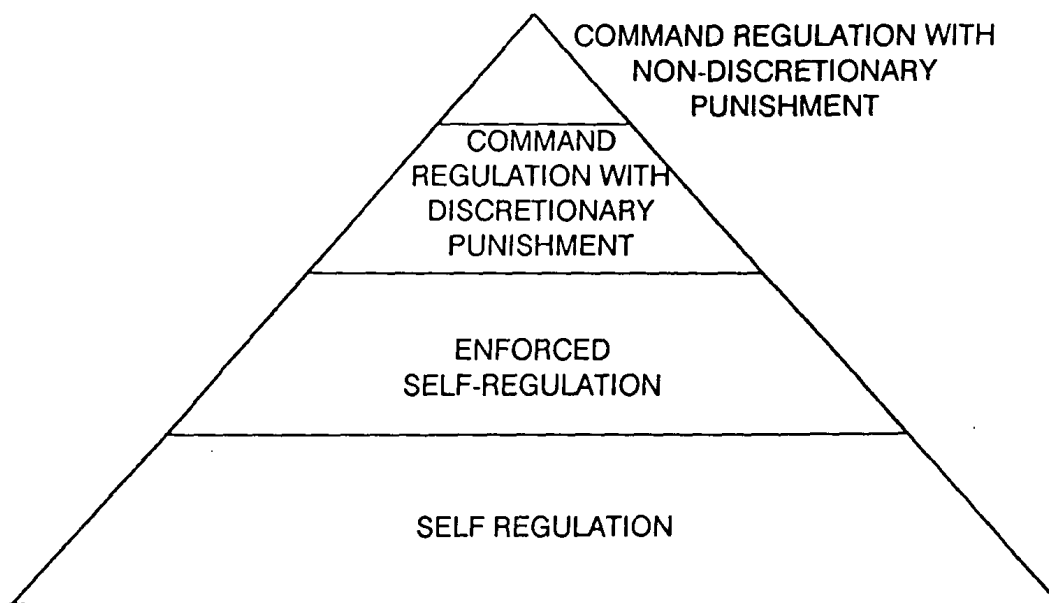 COMMAND REGULATION WITH
NON-DISCRETIONARY
PUNISHMENT
COMMAND
REGULATION WITH
DISCRETIONARY
PUNISHMENT
ENFORCED
SELF-REGULATION
SELF REGULATION